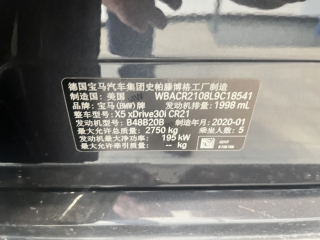 德国宝马汽车集团史帕滕博格工厂制造
制造国: 美国 WBACR2108L9C18541
品牌: 宝马(BMW)牌 发动机排量: 1998 mL
整车型号: X5 xDrive30i CR21
发动机型号: B48B20B 制造年月: 2020-01
最大允许总质量: 2750 kg 乘坐人数: 5
最大发动机净功率: 195 kW
最大允许牵引质量: -- kg